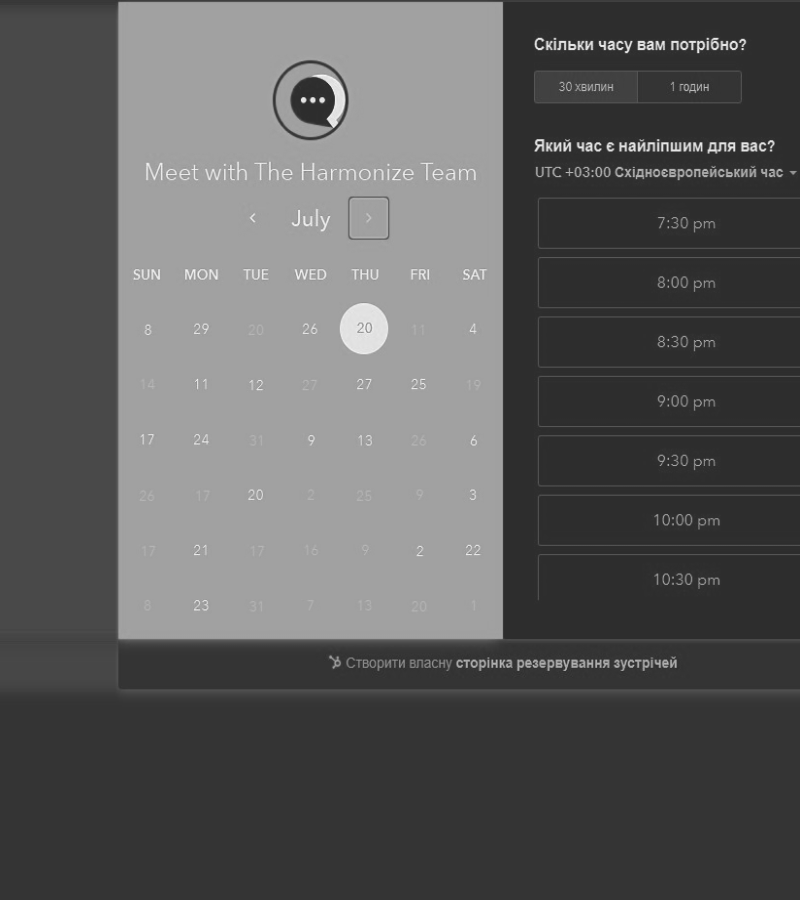 Meet with The Harmonize Team
July
SUN MON TUE WED THU FRI SAT
8 29 20 26 20 11 4
14 11 12 27 27 25 19
17 24 31 9 13 26 6
26 17 20 2 25 9 3
17 21 17 16 9 2 22
8 23 31 7 13 20 1
Скільки часу вам потрібно?
30 хвилин 1 годин
Який час є найліпшим для вас?
UTC +03:00 Східноєвропейський час
7:30 pm
8:00 pm
8:30 pm
9:00 pm
9:30 pm
10:00 pm
10:30 pm
Створити власну сторінка резервування зустрічей